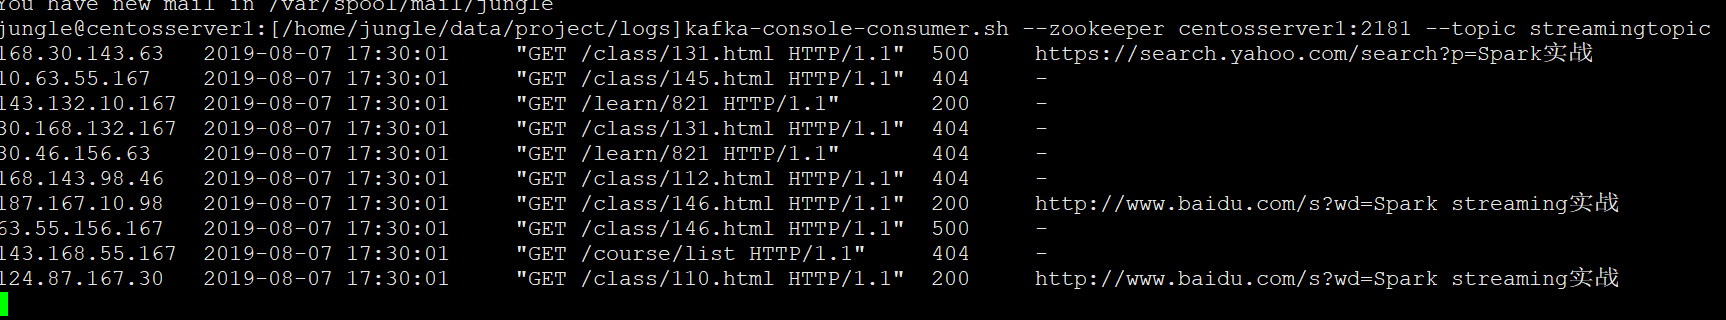 You have new mail in /var/spool/mail/jungle
jungle@centosserver1:[/home/jungle/data/project/logs]kafka-console-consumer.sh --zookeeper centosserver1:2181 --topic streamingtopic
168.30.143.63 2019-08-07 17:30:01 "GET /class/131.html HTTP/1.1" 500 https://search.yahoo.com/search?p=Spark实战
10.63.55.167 2019-08-07 17:30:01 "GET /class/145.html HTTP/1.1" 404 -
143.132.10.167 2019-08-07 17:30:01 "GET /learn/821 HTTP/1.1" 200 -
30.168.132.167 2019-08-07 17:30:01 "GET /class/131.html HTTP/1.1" 404 -
30.46.156.63 2019-08-07 17:30:01 "GET /learn/821 HTTP/1.1" 404 -
168.143.98.46 2019-08-07 17:30:01 "GET /class/112.html HTTP/1.1" 404 -
187.167.10.98 2019-08-07 17:30:01 "GET /class/146.html HTTP/1.1" 200 http://www.baidu.com/s?wd=Spark streaming实战
63.55.156.167 2019-08-07 17:30:01 "GET /class/146.html HTTP/1.1" 500 -
143.168.55.167 2019-08-07 17:30:01 "GET /course/list HTTP/1.1" 404 -
124.87.167.30 2019-08-07 17:30:01 "GET /class/110.html HTTP/1.1" 200 http://www.baidu.com/s?wd=Spark streaming实战